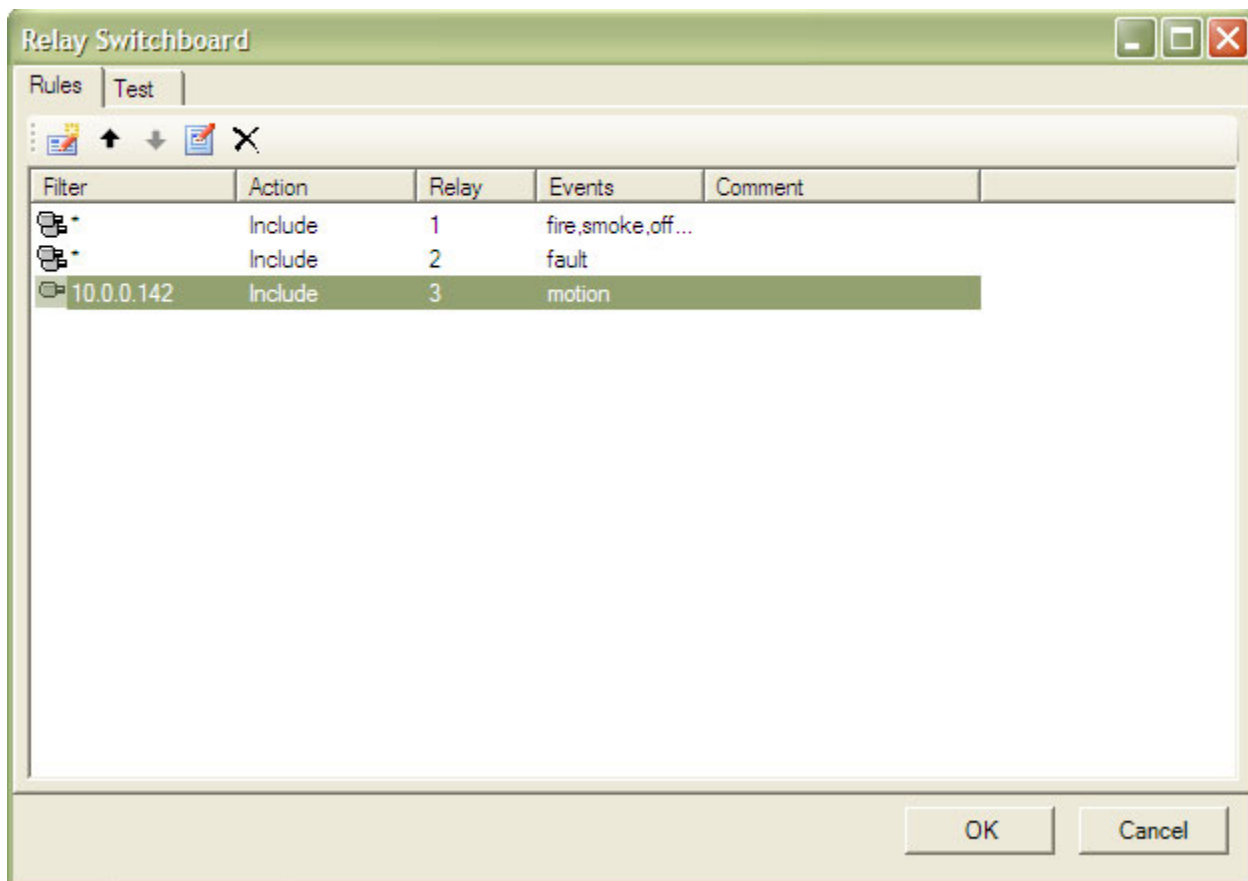 Relay Switchboard
Rules Test
Filter Action Relay Events Comment
* Include 1 fire,smoke,off...
* Include 2 fault
10.0.0.142 Include 3 motion
OK Cancel